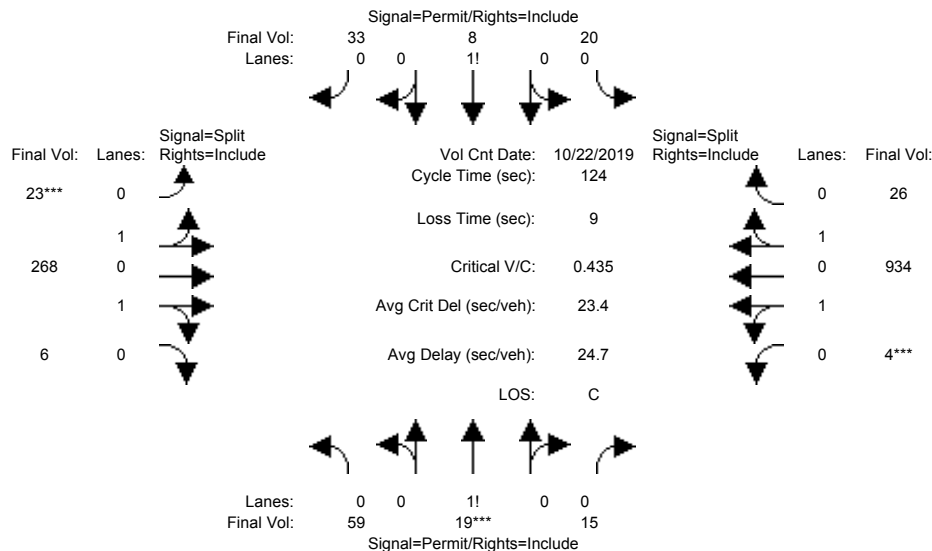 Signal=Permit/Rights=Include
Final Vol: 33 8 20
Lanes: 0 0 1! 0 0
Signal=Split Signal=Split
Final Vol: Lanes: Rights=Include Vol Cnt Date: 10/22/2019 Rights=Include Lanes: Final Vol:
Cycle Time (sec): 124
23*** 0 0 26
Loss Time (sec): 9
1 1
268 0 Critical V/C: 0.435 0 934
1 Avg Crit Del (sec/veh): 23.4 1
6 0 Avg Delay (sec/veh): 24.7 0 4***
LOS: C
Lanes: 0 0 1! 0 0
Final Vol: 59 19*** 15
Signal=Permit/Rights=Include